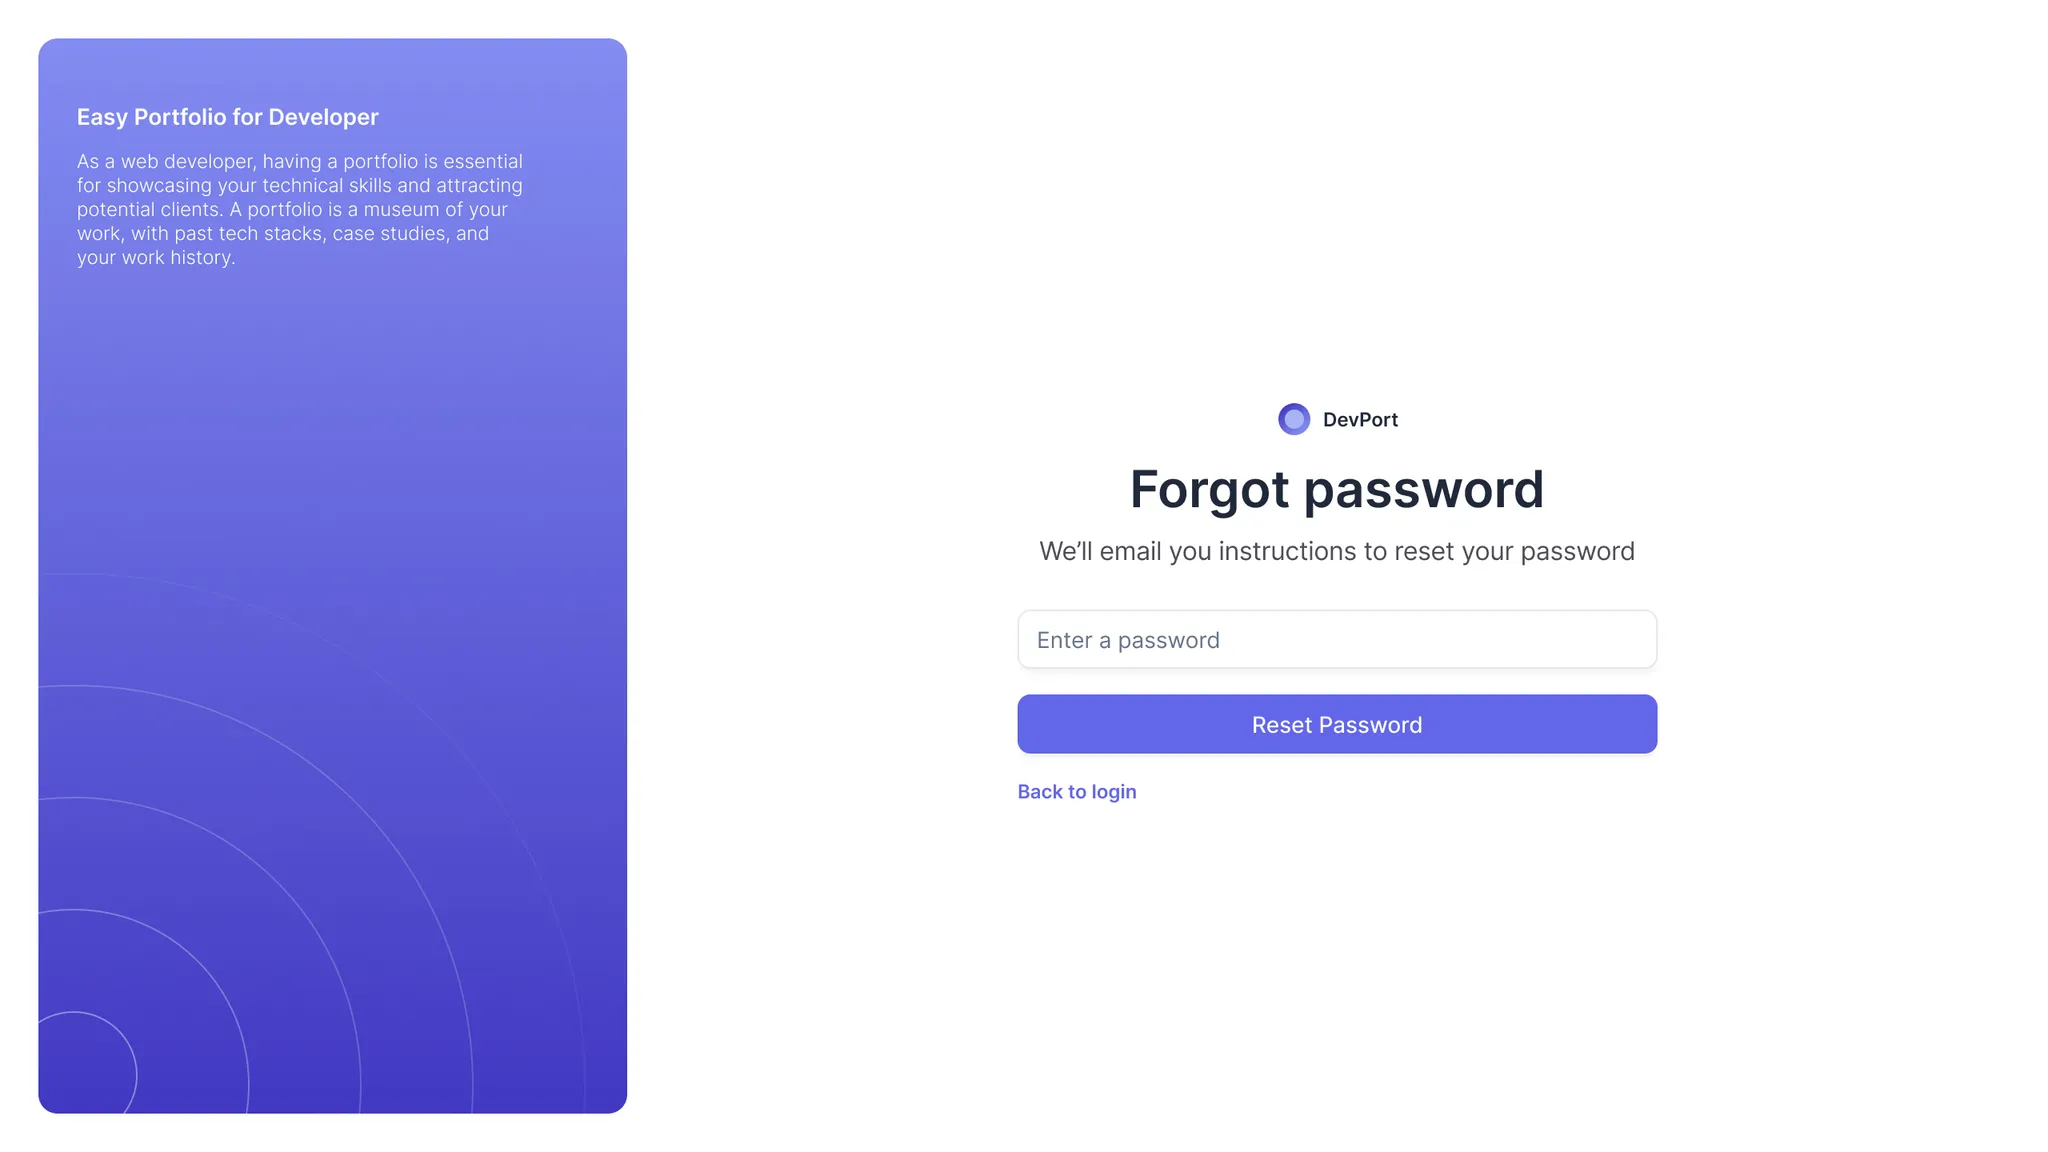 Easy Portfolio for Developer
As a web developer, having a portfolio is essential
for showcasing your technical skills and attracting
potential clients. A portfolio is a museum of your
work, with past tech stacks, case studies, and
your work history.
DevPort
Forgot password
We’ll email you instructions to reset your password
Enter a password
Reset Password
Back to login